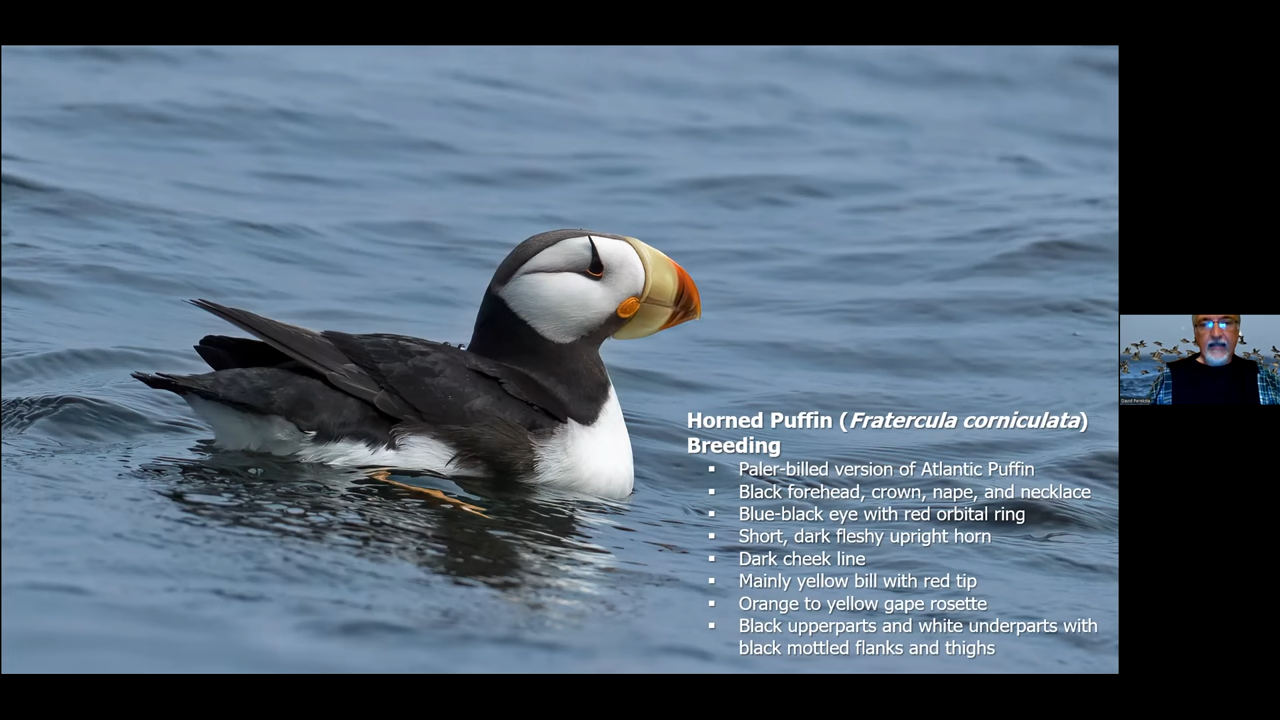 Horned Puffin (Fratercula corniculata)
Breeding
▪ Paler-billed version of Atlantic Puffin
▪ Black forehead, crown, nape, and necklace
▪ Blue-black eye with red orbital ring
▪ Short, dark fleshy upright horn
▪ Dark cheek line
▪ Mainly yellow bill with red tip
▪ Orange to yellow gape rosette
▪ Black upperparts and white underparts with
black mottled flanks and thighs
David